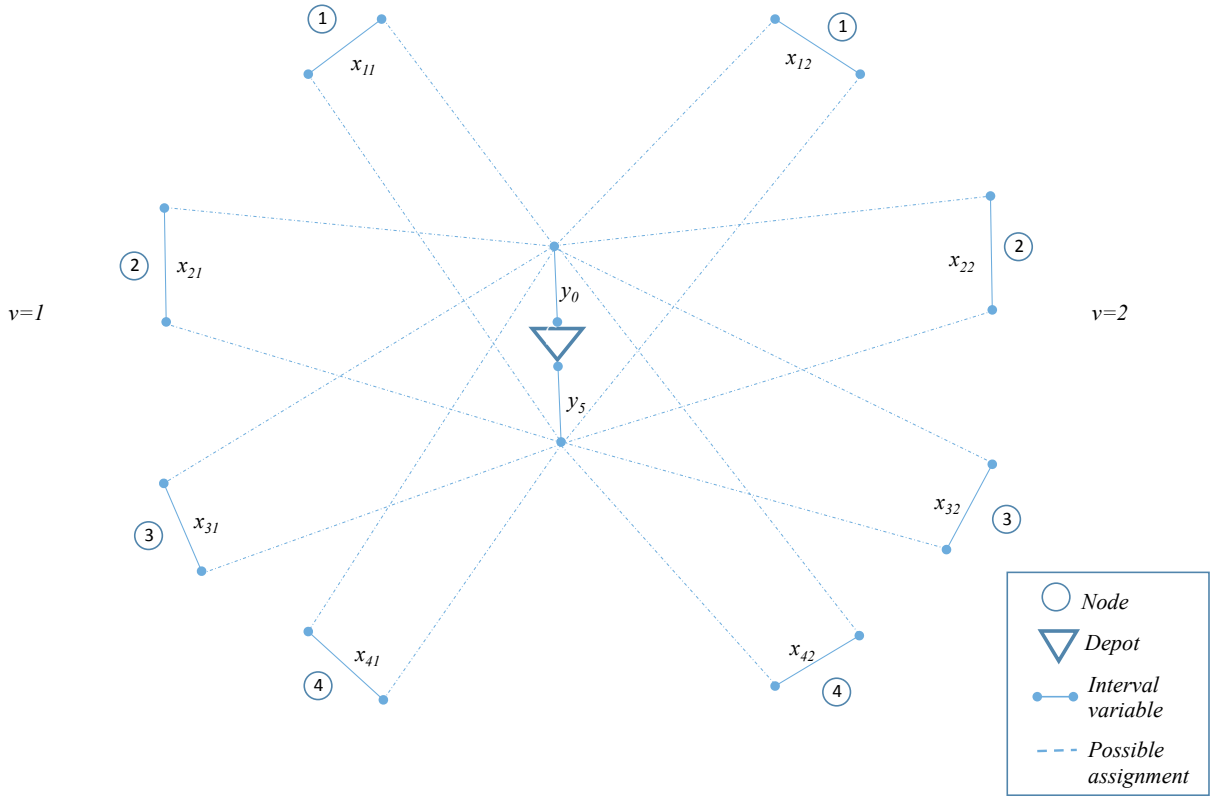 1
1
x11
x12
2
x21
x22
2
y0
v=1
v=2
y5
3
x31
x32
3
x41
x42
4
4
Node
Depot
Interval
variable
Possible
assignment